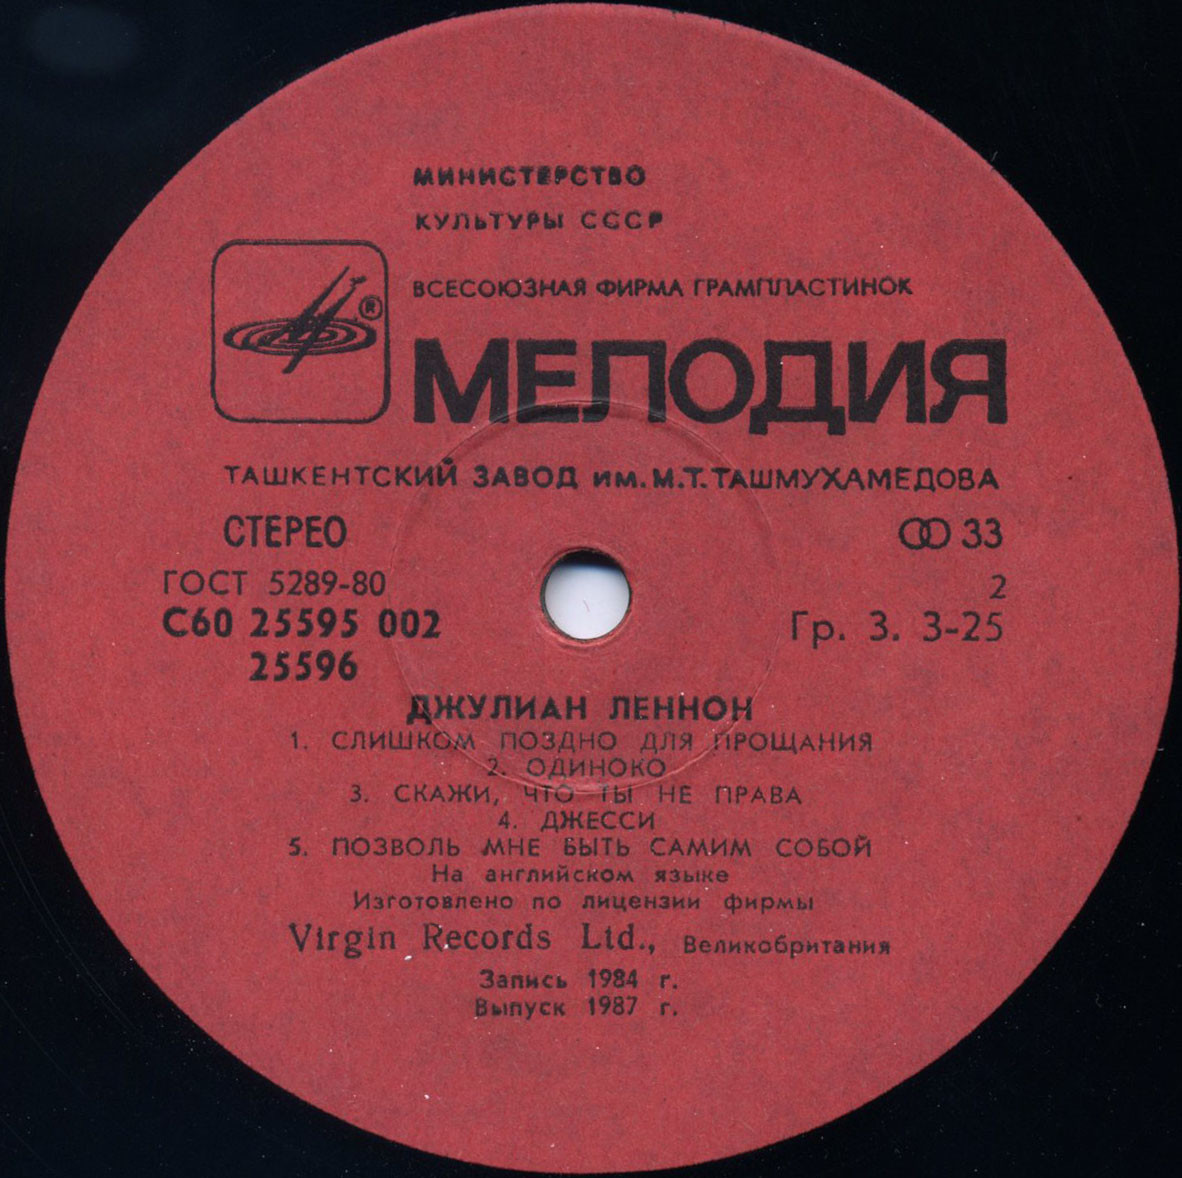 МИНИСТЕРСТВО
КУЛЬТУРЫ СССР
ВСЕСОЮЗНАЯ ФИРМА ГРАМПЛАСТИНОК
®
МЕЛОДИЯ
ТАШКЕНТСКИЙ ЗАВОД им. М.Т. ТАШМУХАМЕДОВА
СТЕРЕО
33
ГОСТ 5289-80
2
С60 25595 002
Гр. 3. 3-25
25596
ДЖУЛИАН ЛЕННОН
1. СЛИШКОМ ПОЗДНО ДЛЯ ПРОЩАНИЯ
2. ОДИНОКО
3. СКАЖИ, ЧТО ТЫ НЕ ПРАВА
4. ДЖЕССИ
5. ПОЗВОЛЬ МНЕ БЫТЬ САМИМ СОБОЙ
На английском языке
Изготовлено по лицензии фирмы
Virgin Records Ltd., Великобритания
Запись 1984 г.
Выпуск 1987 г.